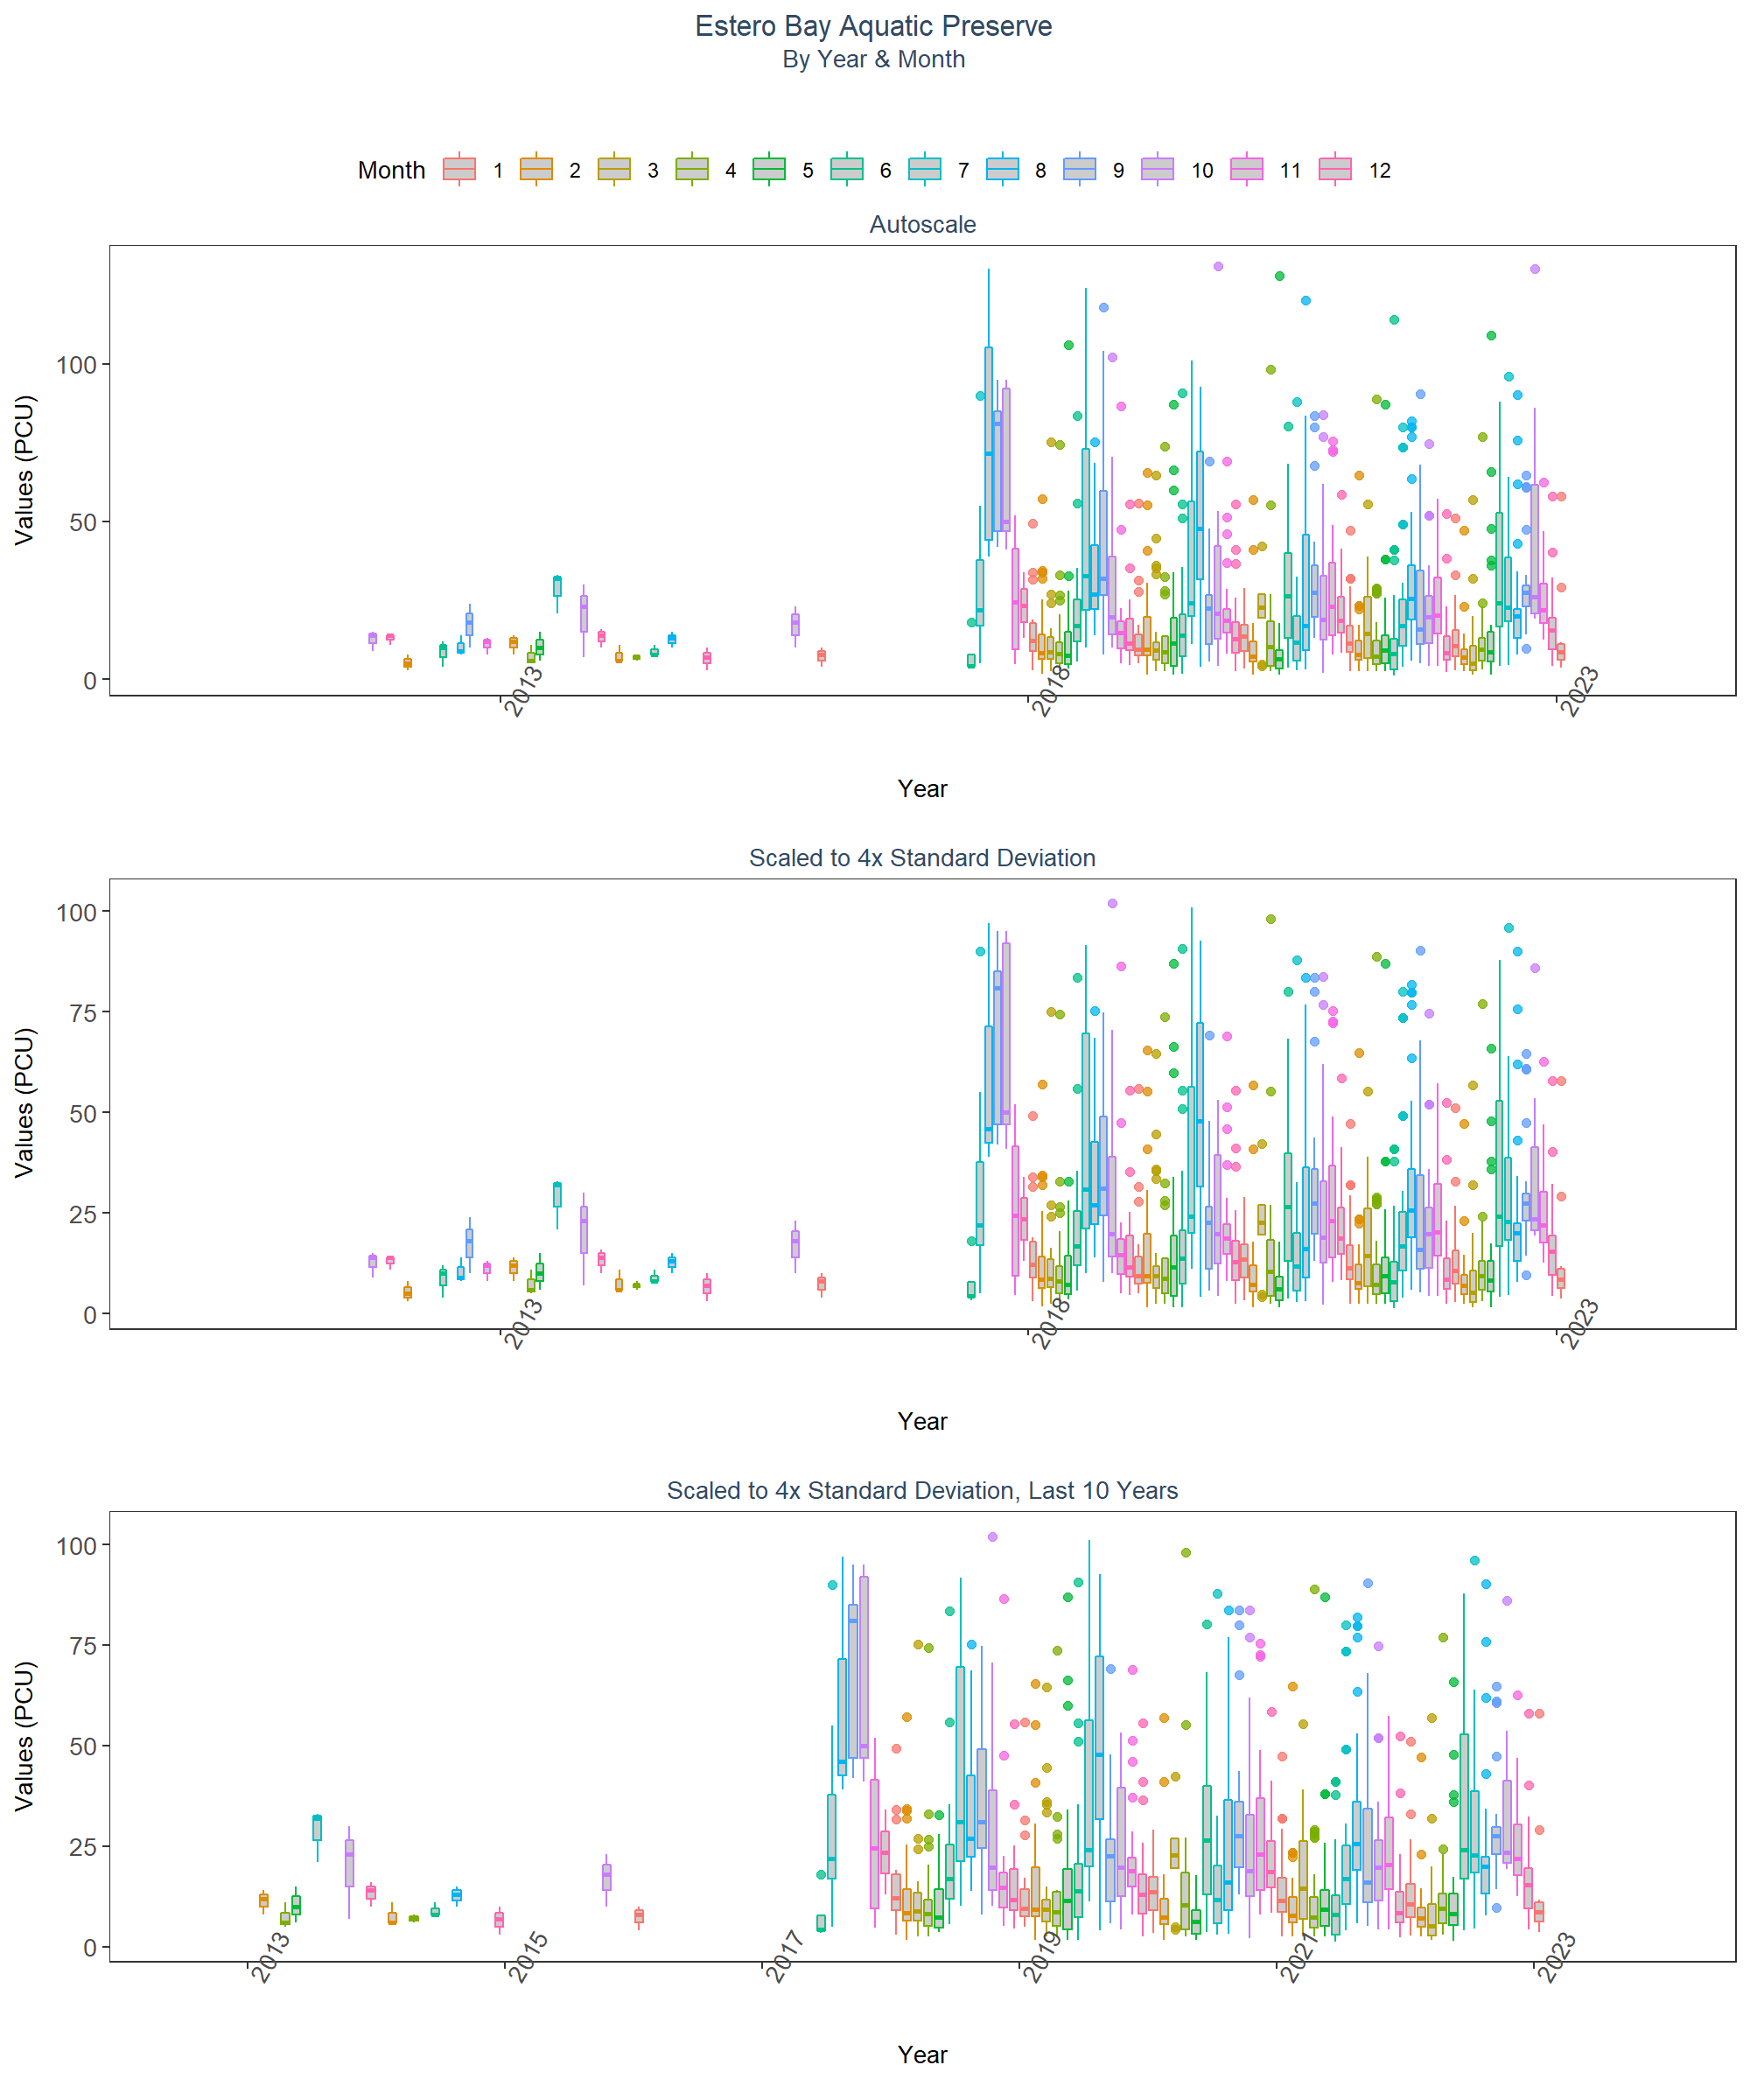 Estero Bay Aquatic Preserve
By Year & Month
Month 1 2 3 4 5 6 7 8 9 10 11 12
Autoscale
Values (PCU)
100
50
0
2013 2018 2023
Year
Scaled to 4x Standard Deviation
Values (PCU)
100
75
50
25
0
2013 2018 2023
Year
Scaled to 4x Standard Deviation, Last 10 Years
Values (PCU)
100
75
50
25
0
2013 2015 2017 2019 2021 2023
Year